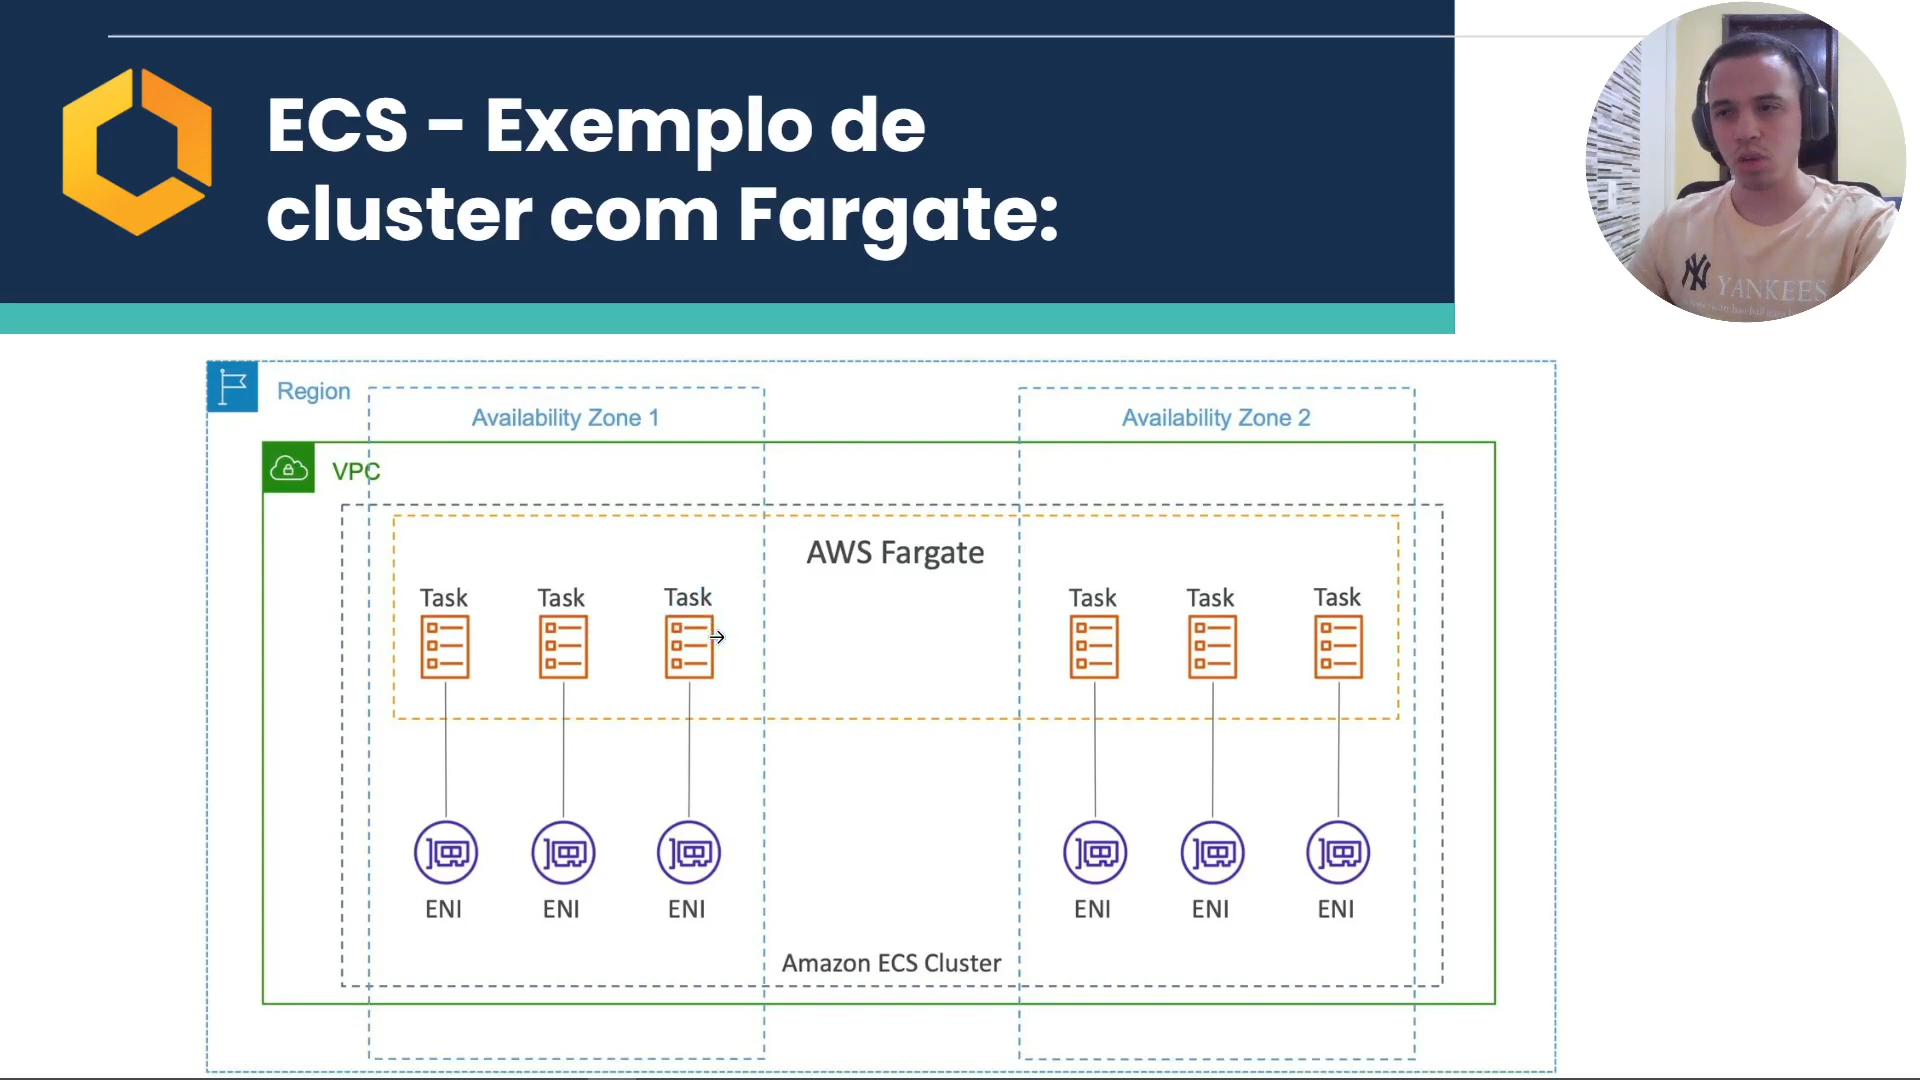 ECS - Exemplo de
cluster com Fargate:
YANKEES
Region
Availability Zone 1
Availability Zone 2
VPC
AWS Fargate
Task
Task
Task
Task
Task
Task
ENI
ENI
ENI
ENI
ENI
ENI
Amazon ECS Cluster